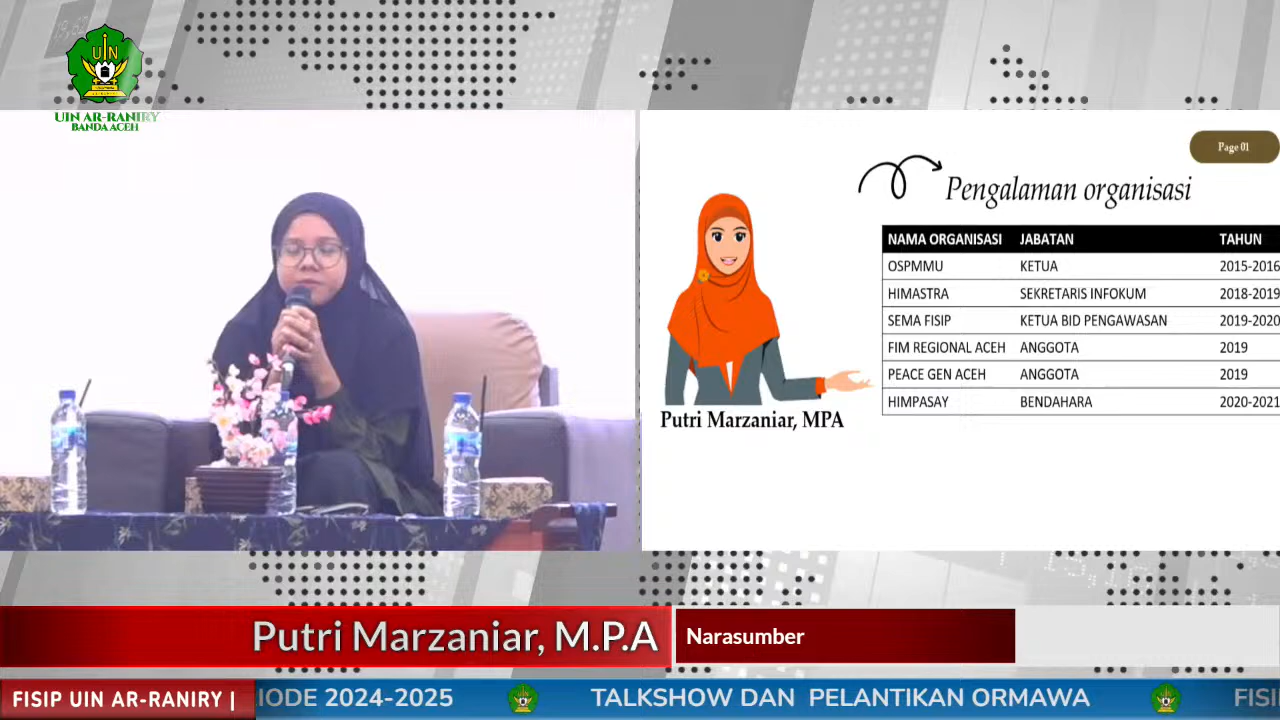 UIN
UIN AR-RANIRY
BANDA ACEH
Page 01
Pengalaman organisasi
NAMA ORGANISASI JABATAN TAHUN
OSPMMU KETUA 2015-2016
HIMASTRA SEKRETARIS INFOKUM 2018-2019
SEMA FISIP KETUA BID PENGAWASAN 2019-2020
FIM REGIONAL ACEH ANGGOTA 2019
PEACE GEN ACEH ANGGOTA 2019
HIMPASAY BENDAHARA 2020-2021
Putri Marzaniar, MPA
Putri Marzaniar, M.P.A
Narasumber
FISIP UIN AR-RANIRY | IODE 2024-2025 TALKSHOW DAN PELANTIKAN ORMAWA FISI